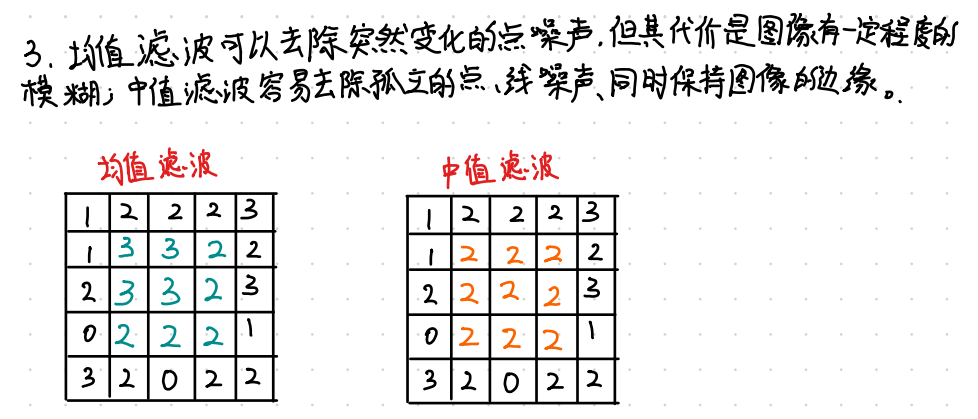 3. 均值滤波可以去除突然变化的点噪声,但其代价是图像有一定程度的
模糊;中值滤波容易去除孤立的点、线噪声、同时保持图像的边缘。
均值滤波
1 2 2 2 3
1 3 3 2 2
2 3 3 2 3
0 2 2 2 1
3 2 0 2 2
中值滤波
1 2 2 2 3
1 2 2 2 2
2 2 2 2 3
0 2 2 2 1
3 2 0 2 2